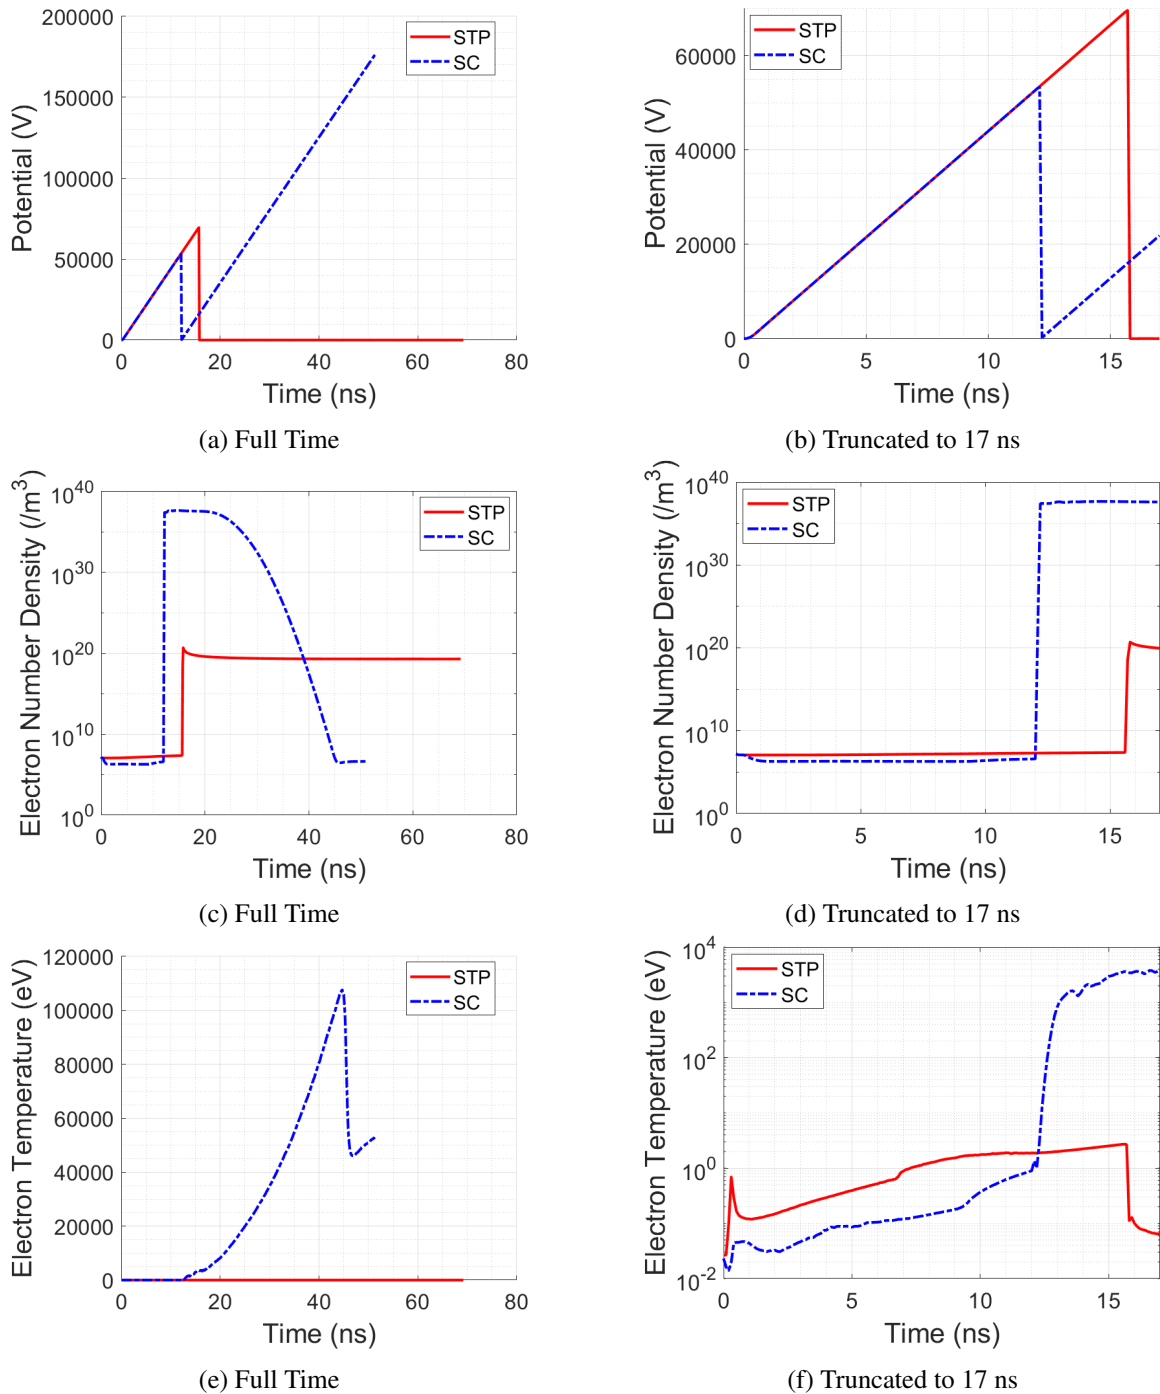 200000
150000
100000
50000
0
0 20 40 60 80
Potential (V)
Time (ns)
STP
SC
(a) Full Time
60000
40000
20000
0
0 5 10 15
Potential (V)
Time (ns)
STP
SC
(b) Truncated to 17 ns
10^40
10^30
10^20
10^10
10^0
0 20 40 60 80
Electron Number Density (/m^3)
Time (ns)
STP
SC
(c) Full Time
10^40
10^30
10^20
10^10
10^0
0 5 10 15
Electron Number Density (/m^3)
Time (ns)
STP
SC
(d) Truncated to 17 ns
120000
100000
80000
60000
40000
20000
0
0 20 40 60 80
Electron Temperature (eV)
Time (ns)
STP
SC
(e) Full Time
10^4
10^2
10^0
10^-2
0 5 10 15
Electron Temperature (eV)
Time (ns)
STP
SC
(f) Truncated to 17 ns